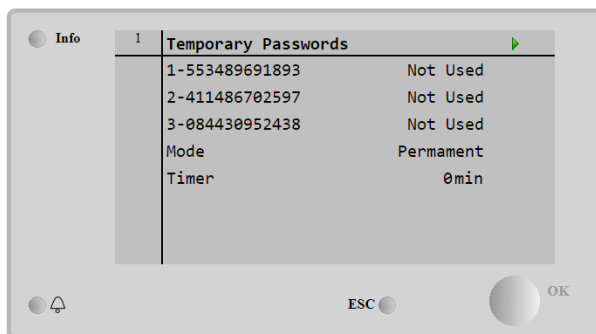 Info
1 Temporary Passwords
1-553489691893 Not Used
2-411486702597 Not Used
3-084430952438 Not Used
Mode Permament
Timer 0min
ESC OK